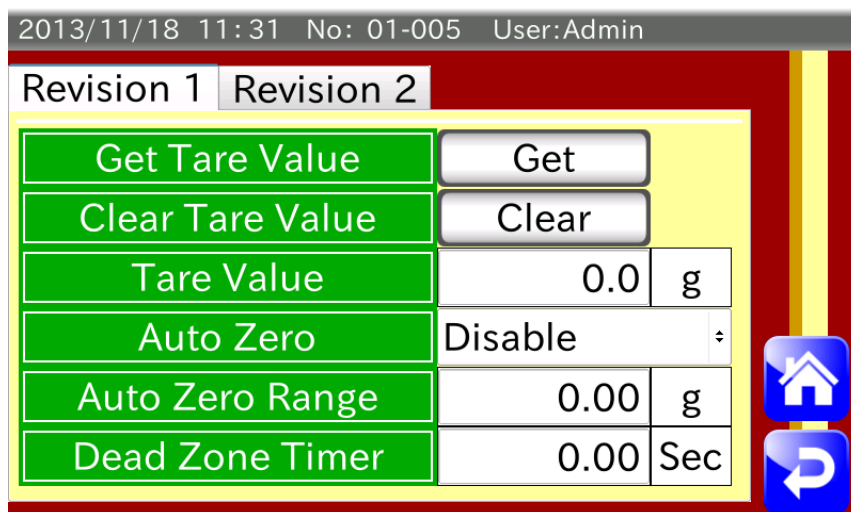 2013/11/18 11:31 No: 01-005 User:Admin
Revision 1 Revision 2
Get Tare Value Get
Clear Tare Value Clear
Tare Value 0.0 g
Auto Zero Disable
Auto Zero Range 0.00 g
Dead Zone Timer 0.00 Sec